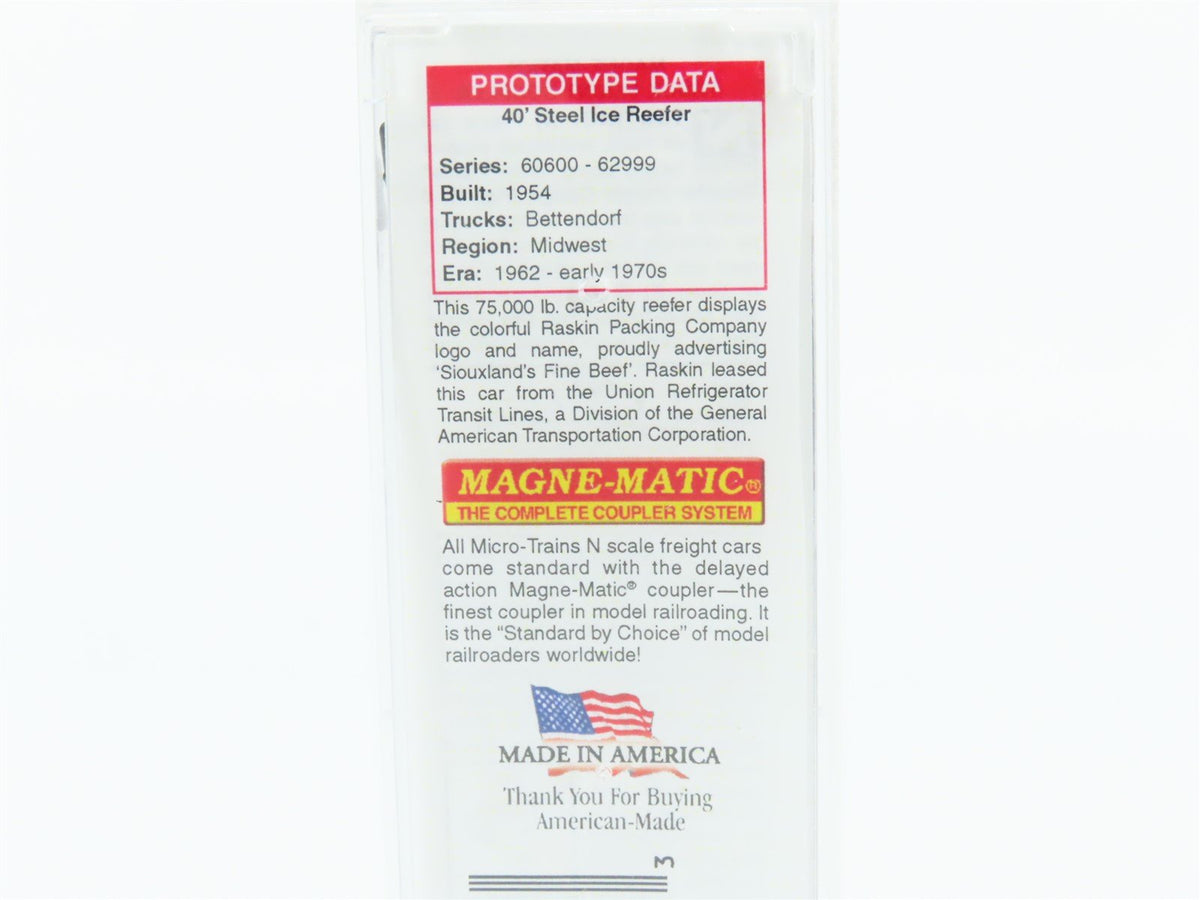 PROTOTYPE DATA
40' Steel Ice Reefer
Series: 60600 - 62999
Built: 1954
Trucks: Bettendorf
Region: Midwest
Era: 1962 - early 1970s
This 75,000 lb. capacity reefer displays
the colorful Raskin Packing Company
logo and name, proudly advertising
'Siouxland's Fine Beef'. Raskin leased
this car from the Union Refrigerator
Transit Lines, a Division of the General
American Transportation Corporation.
MAGNE-MATIC®
THE COMPLETE COUPLER SYSTEM
All Micro-Trains N scale freight cars
come standard with the delayed
action Magne-Matic® coupler—the
finest coupler in model railroading. It
is the "Standard by Choice" of model
railroaders worldwide!
MADE IN AMERICA
Thank You For Buying
American-Made
3